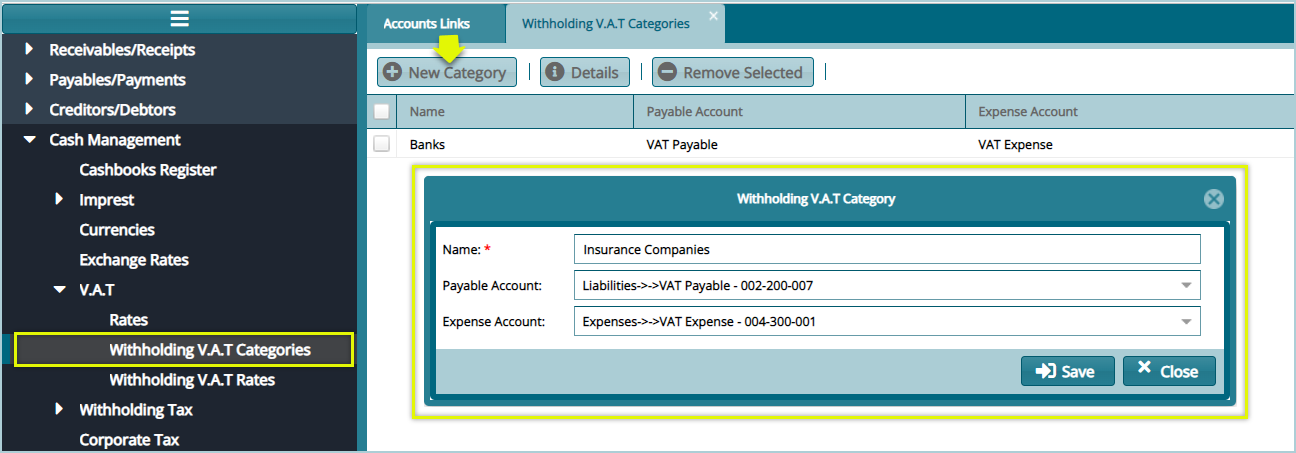 Receivables/Receipts
Payables/Payments
Creditors/Debtors
Cash Management
Cashbooks Register
Imprest
Currencies
Exchange Rates
V.A.T
Rates
Withholding V.A.T Categories
Withholding V.A.T Rates
Withholding Tax
Corporate Tax
Accounts Links
Withholding V.A.T Categories
New Category
Details
Remove Selected
Name Payable Account Expense Account
Banks VAT Payable VAT Expense
Withholding V.A.T Category
Name: * Insurance Companies
Payable Account: Liabilities->->VAT Payable - 002-200-007
Expense Account: Expenses->->VAT Expense - 004-300-001
Save
Close